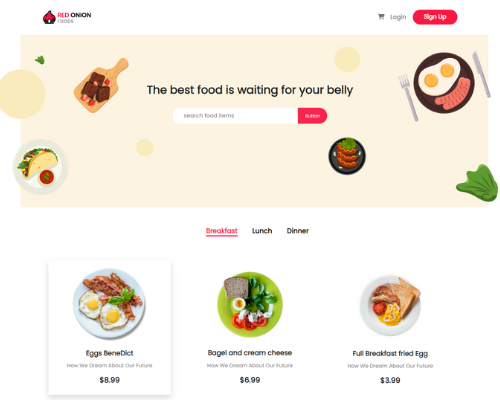 RED ONION
FOODS
Login
Sign Up
The best food is waiting for your belly
search food items
Button
Breakfast
Lunch
Dinner
Eggs BeneDict
How We Dream About Our Future
$8.99
Bagel and cream cheese
How We Dream About Our Future
$6.99
Full Breakfast fried Egg
How We Dream About Our Future
$3.99